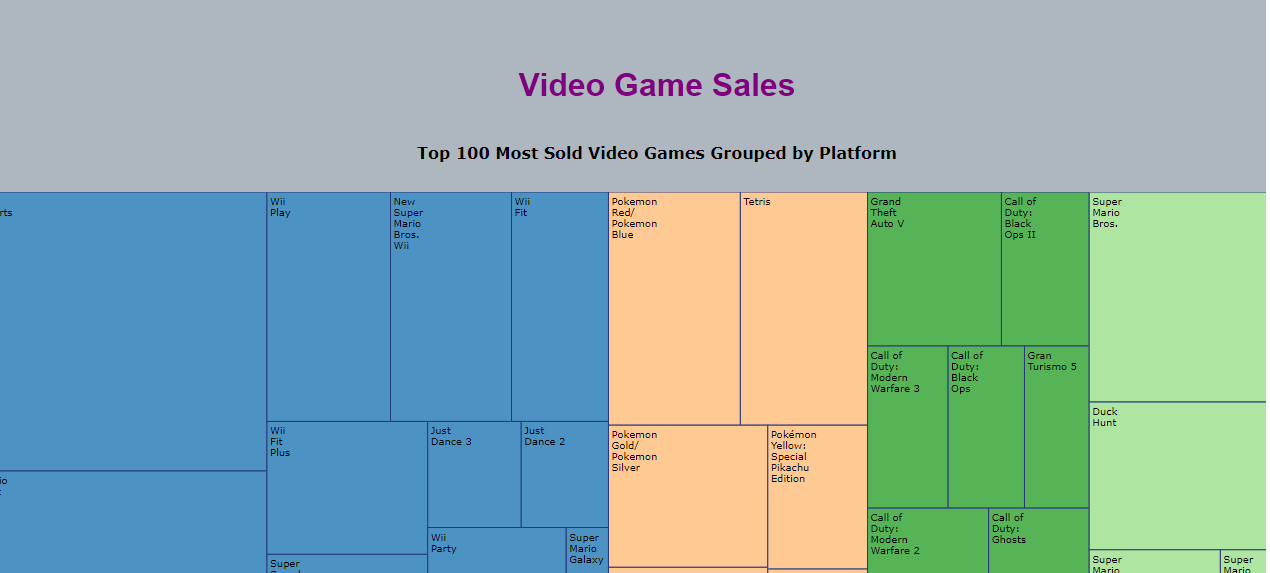 Video Game Sales
Top 100 Most Sold Video Games Grouped by Platform
rts
io
Wii
Play
New
Super
Mario
Bros.
Wii
Wii
Fit
Wii
Fit
Plus
Just
Dance 3
Just
Dance 2
Wii
Party
Super
Mario
Galaxy
Super
Pokemon
Red/
Pokemon
Blue
Tetris
Pokemon
Gold/
Pokemon
Silver
Pokémon
Yellow:
Special
Pikachu
Edition
Grand
Theft
Auto V
Call of
Duty:
Black
Ops II
Call of
Duty:
Modern
Warfare 3
Call of
Duty:
Black
Ops
Gran
Turismo 5
Call of
Duty:
Modern
Warfare 2
Call of
Duty:
Ghosts
Super
Mario
Bros.
Duck
Hunt
Super
Mario
Super
Mario